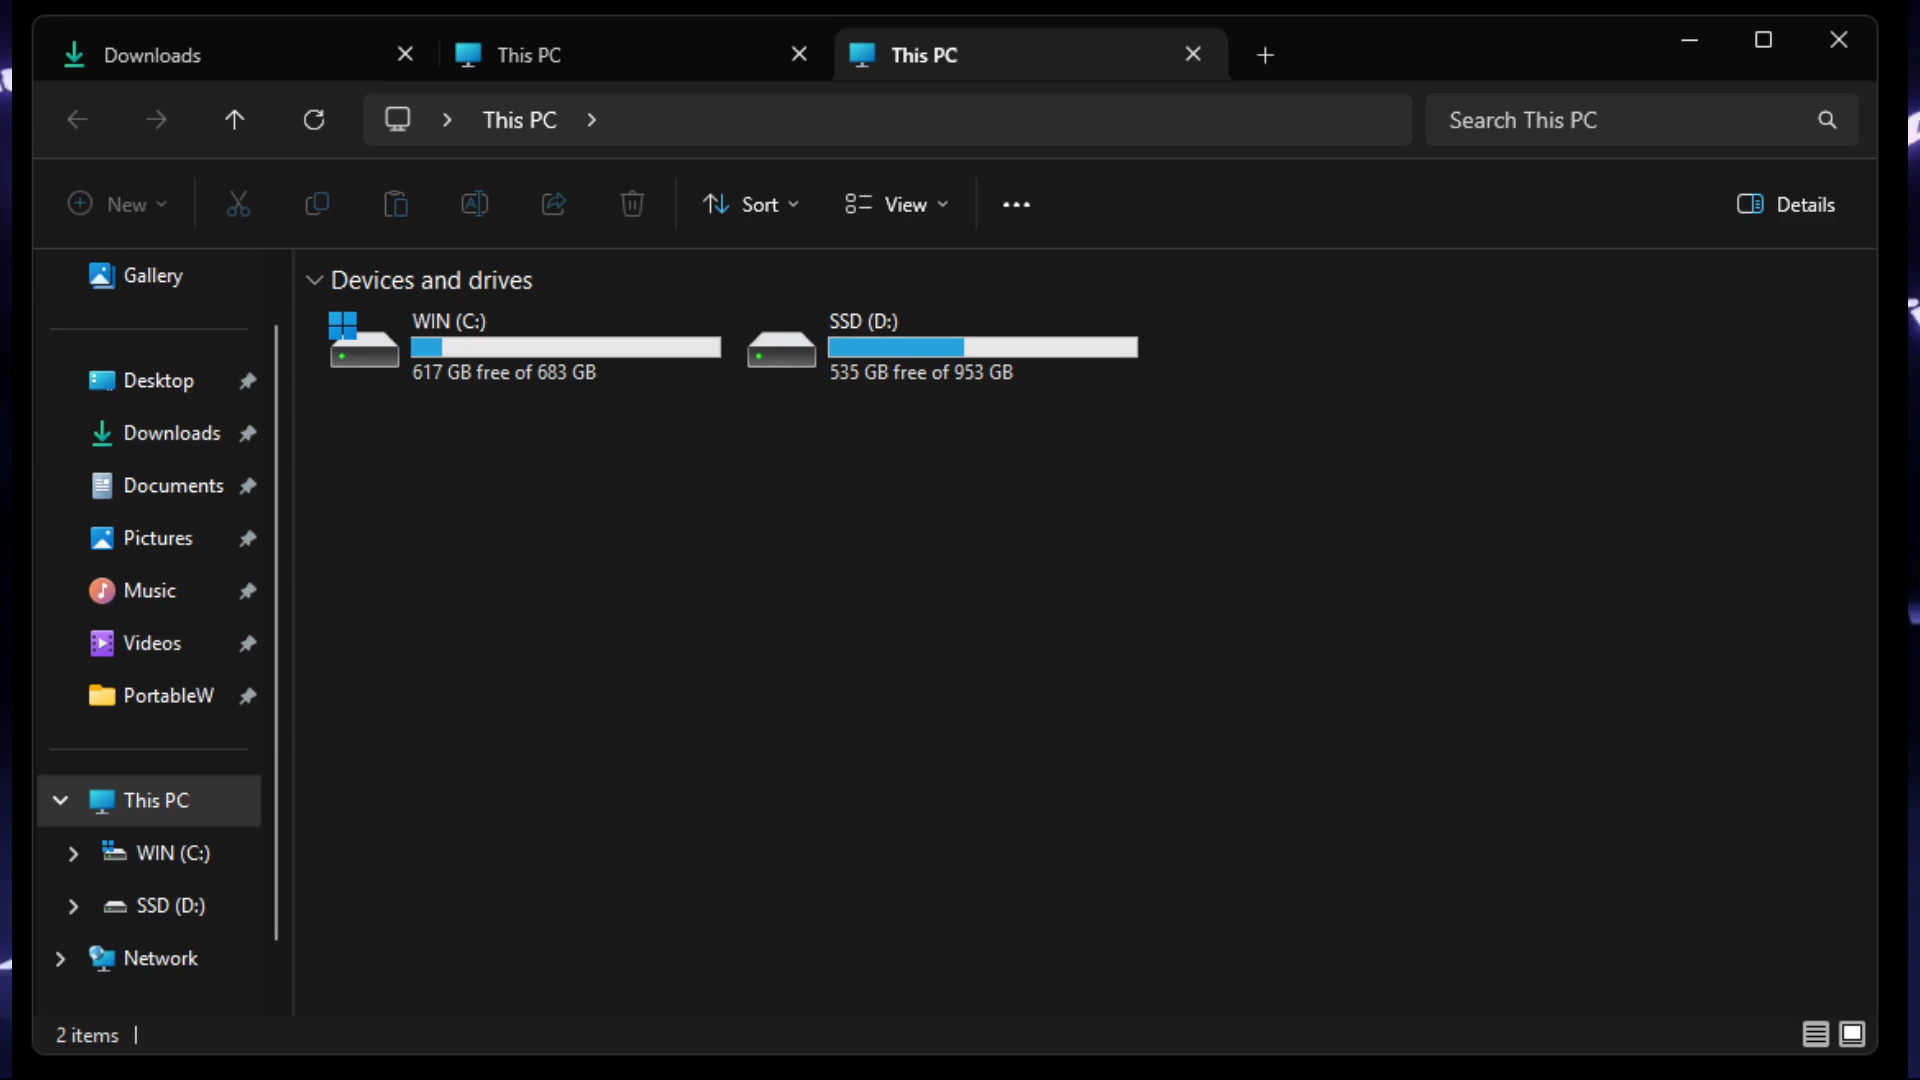 Downloads
This PC
This PC
This PC
Search This PC
New
Sort
View
Details
Gallery
Desktop
Downloads
Documents
Pictures
Music
Videos
PortableW
This PC
WIN (C:)
SSD (D:)
Network
Devices and drives
WIN (C:)
617 GB free of 683 GB
SSD (D:)
535 GB free of 953 GB
2 items